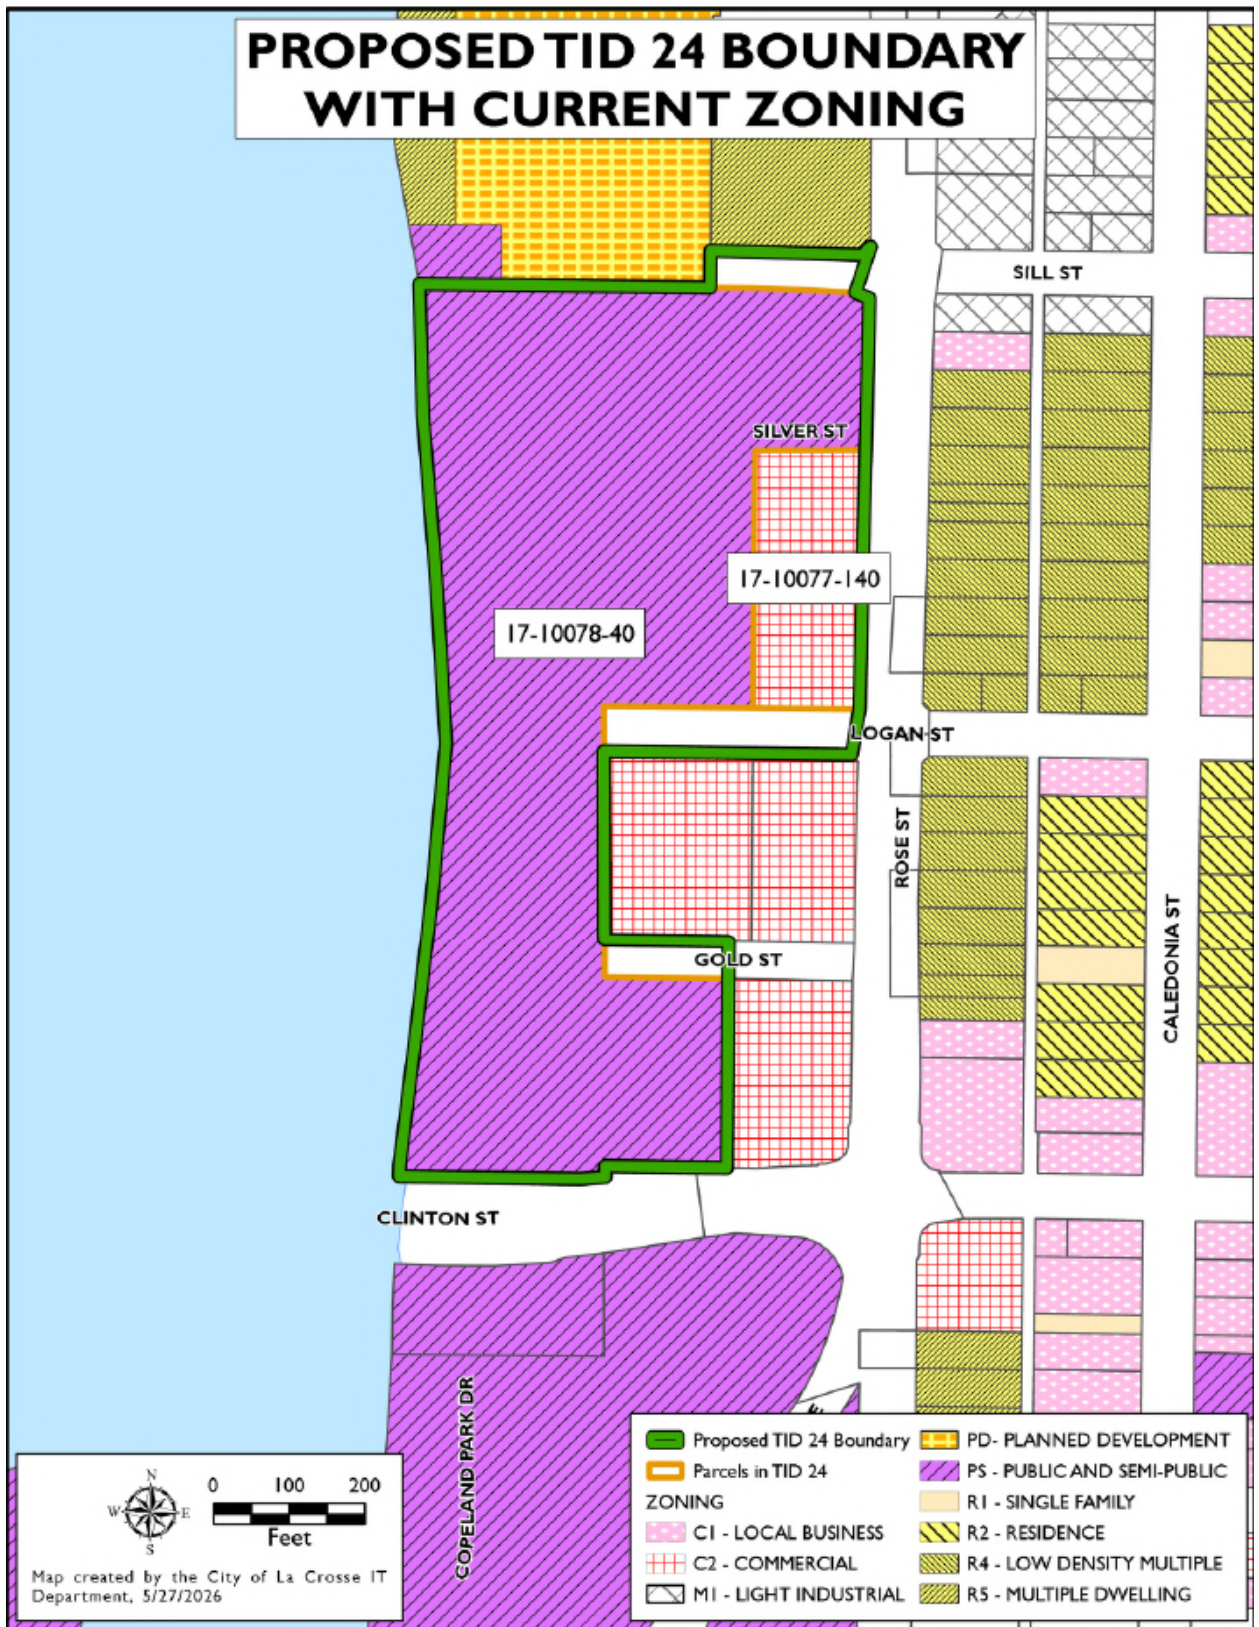 PROPOSED TID 24 BOUNDARY
WITH CURRENT ZONING
SILL ST
SILVER ST
17-10077-140
17-10078-40
LOGAN ST
ROSE ST
CALEDONIA ST
GOLD ST
CLINTON ST
COPELAND PARK DR
N
W E
S
0 100 200
Feet
Map created by the City of La Crosse IT
Department, 5/27/2026
Proposed TID 24 Boundary
Parcels in TID 24
ZONING
C1 - LOCAL BUSINESS
C2 - COMMERCIAL
M1 - LIGHT INDUSTRIAL
PD- PLANNED DEVELOPMENT
PS - PUBLIC AND SEMI-PUBLIC
R1 - SINGLE FAMILY
R2 - RESIDENCE
R4 - LOW DENSITY MULTIPLE
R5 - MULTIPLE DWELLING